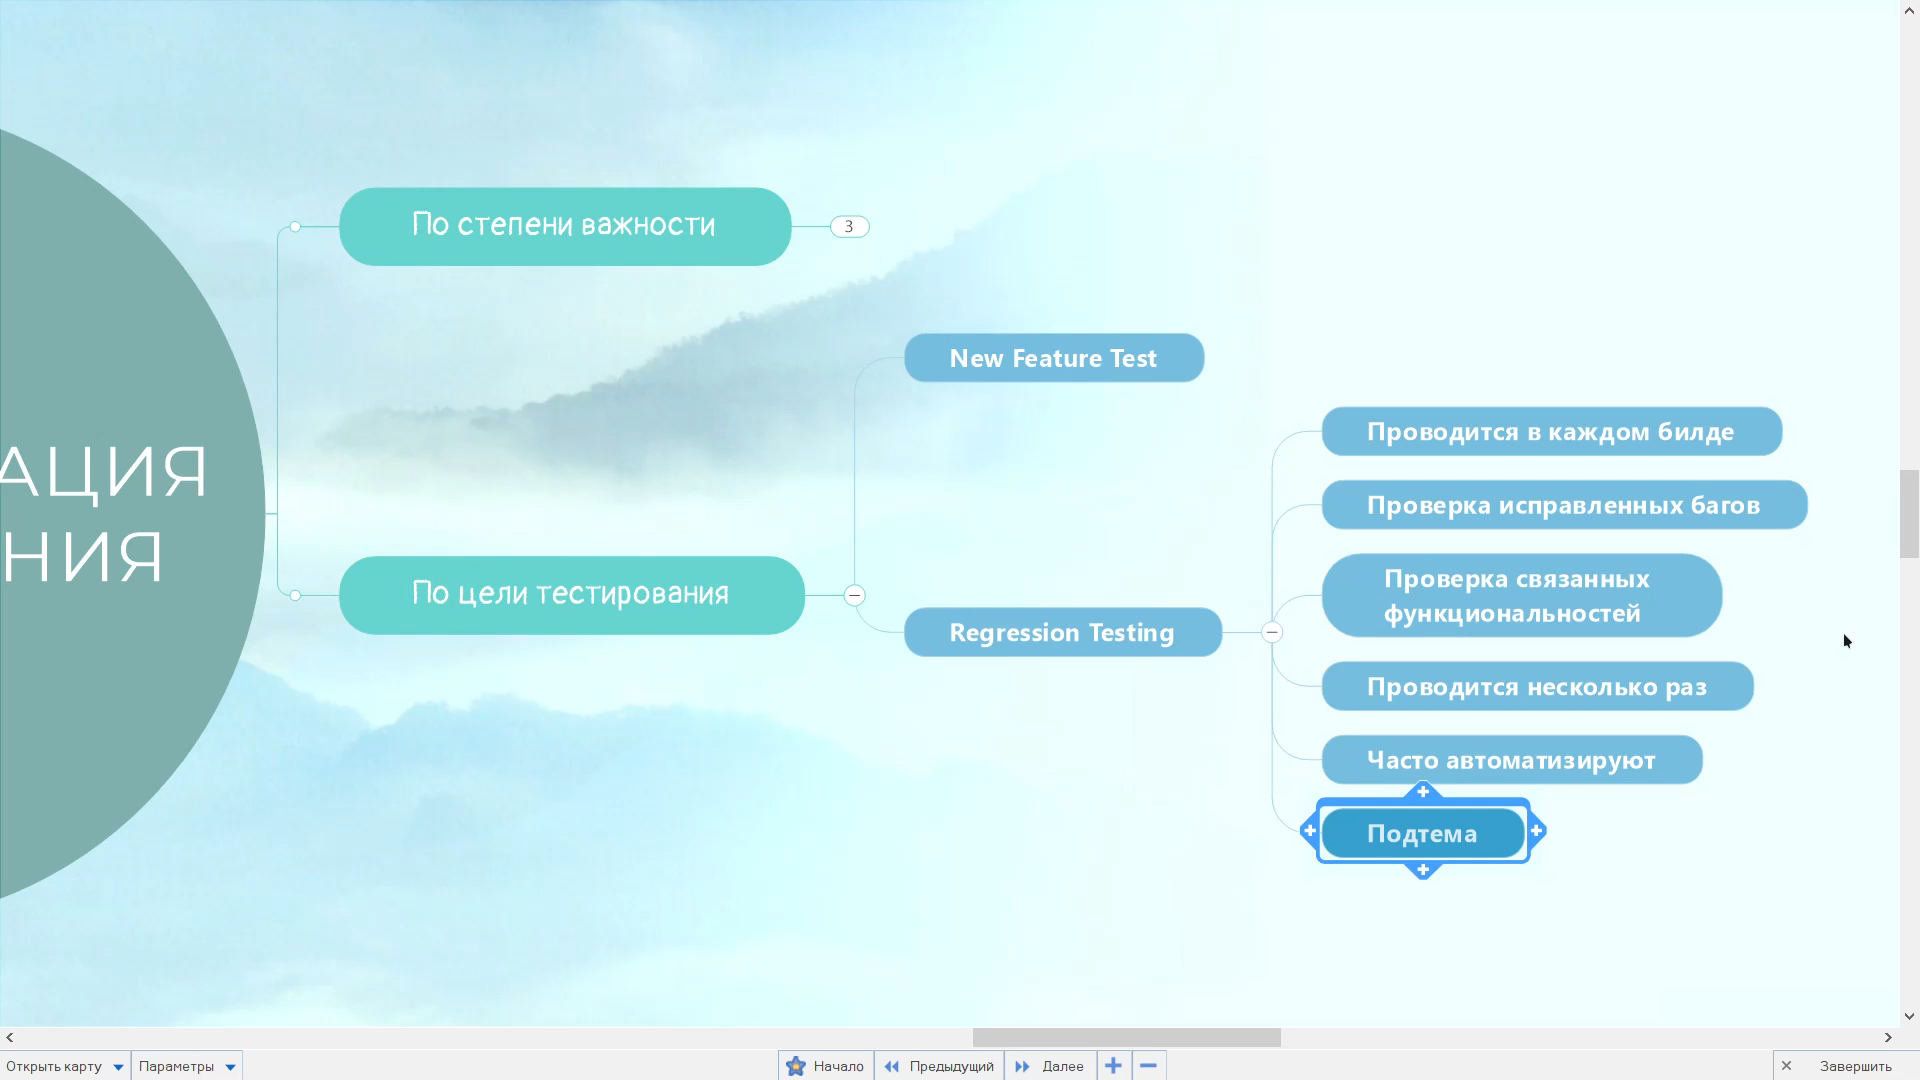 АЦИЯ
НИЯ
По степени важности
3
По цели тестирования
New Feature Test
Regression Testing
Проводится в каждом билде
Проверка исправленных багов
Проверка связанных
функциональностей
Проводится несколько раз
Часто автоматизируют
Подтема
Открыть карту
Параметры
Начало
Предыдущий
Далее
Завершить